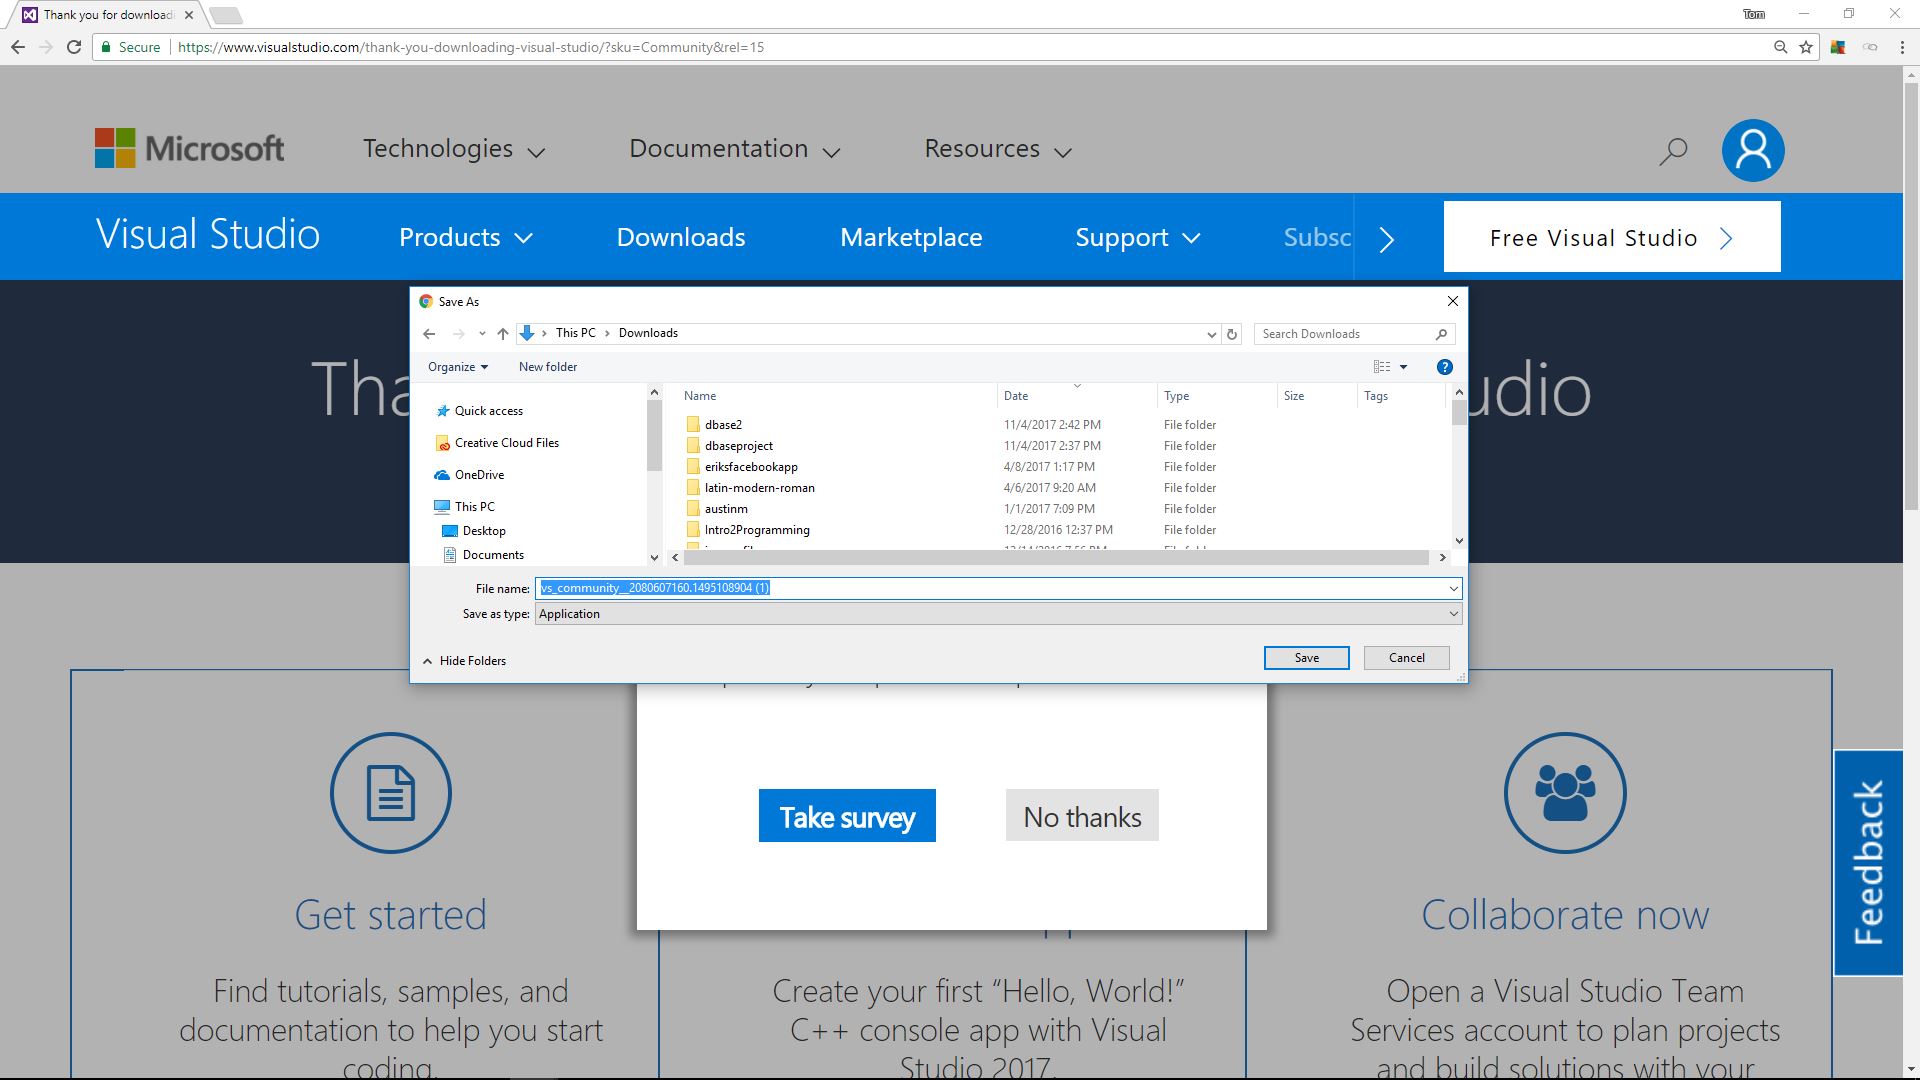 Thank you for downloadi
Tom
Secure
https://www.visualstudio.com/thank-you-downloading-visual-studio/?sku=Community&rel=15
Microsoft
Technologies
Documentation
Resources
Visual Studio
Products
Downloads
Marketplace
Support
Subsc
Free Visual Studio
Save As
This PC > Downloads
Search Downloads
Organize
New folder
Name Date Type Size Tags
Quick access
Creative Cloud Files
OneDrive
This PC
Desktop
Documents
dbase2 11/4/2017 2:42 PM File folder
dbaseproject 11/4/2017 2:37 PM File folder
eriksfacebookapp 4/8/2017 1:17 PM File folder
latin-modern-roman 4/6/2017 9:20 AM File folder
austinm 1/1/2017 7:09 PM File folder
Intro2Programming 12/28/2016 12:37 PM File folder
File name: vs_community__2080607160.1495108904 (1)
Save as type: Application
Hide Folders
Save
Cancel
Tha
udio
Take survey
No thanks
Feedback
Get started
Find tutorials, samples, and
documentation to help you start
coding.
Create your first “Hello, World!”
C++ console app with Visual
Studio 2017.
Collaborate now
Open a Visual Studio Team
Services account to plan projects
and build solutions with your